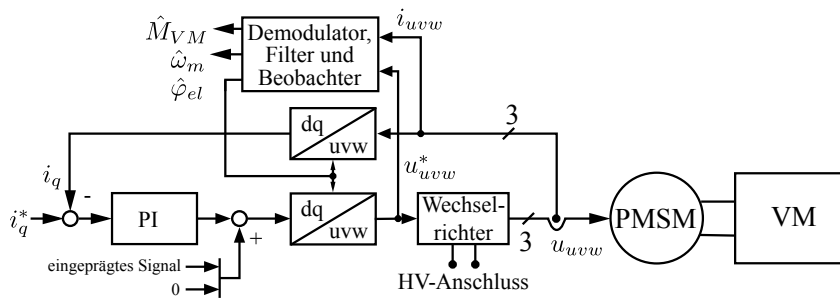 M̂_VM
ω̂_m
φ̂_el
Demodulator,
Filter und
Beobachter
i_uvw
dq
uvw
3
i_q
-
u*_uvw
i*_q
PI
+
dq
uvw
Wechsel-
richter
3
u_uvw
PMSM
VM
eingeprägtes Signal
0
HV-Anschluss